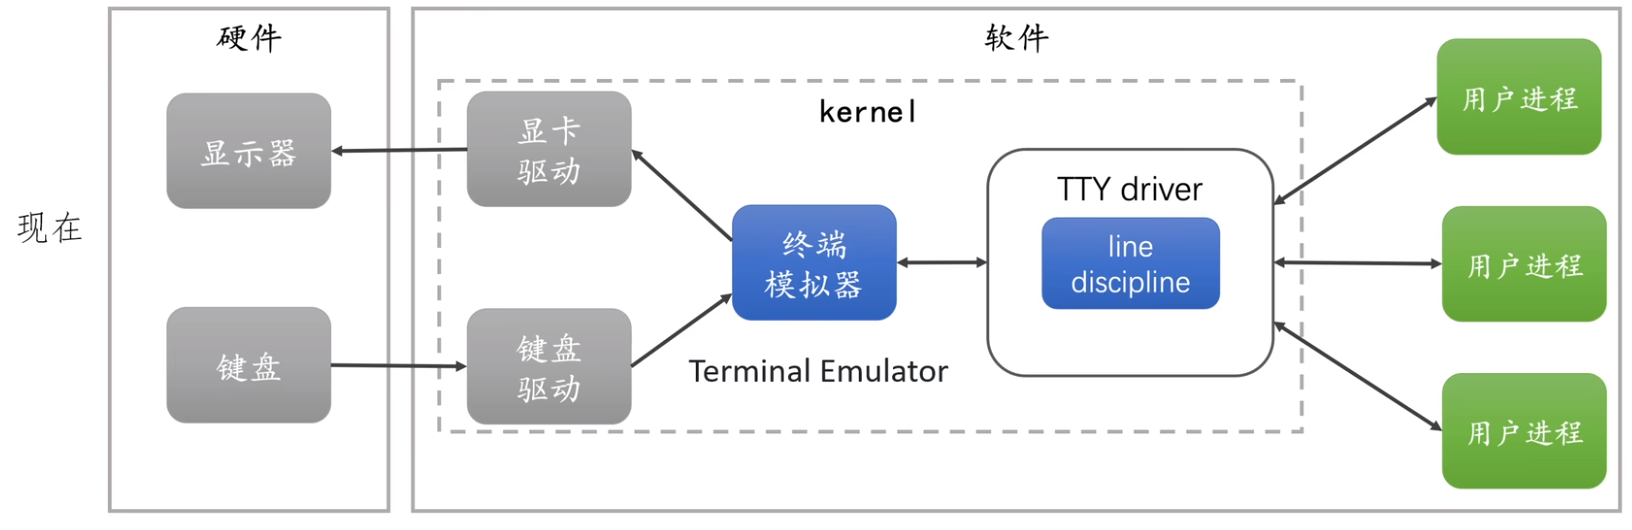 现在
硬件
显示器
键盘
软件
kernel
显卡
驱动
键盘
驱动
终端
模拟器
Terminal Emulator
TTY driver
line
discipline
用户进程
用户进程
用户进程